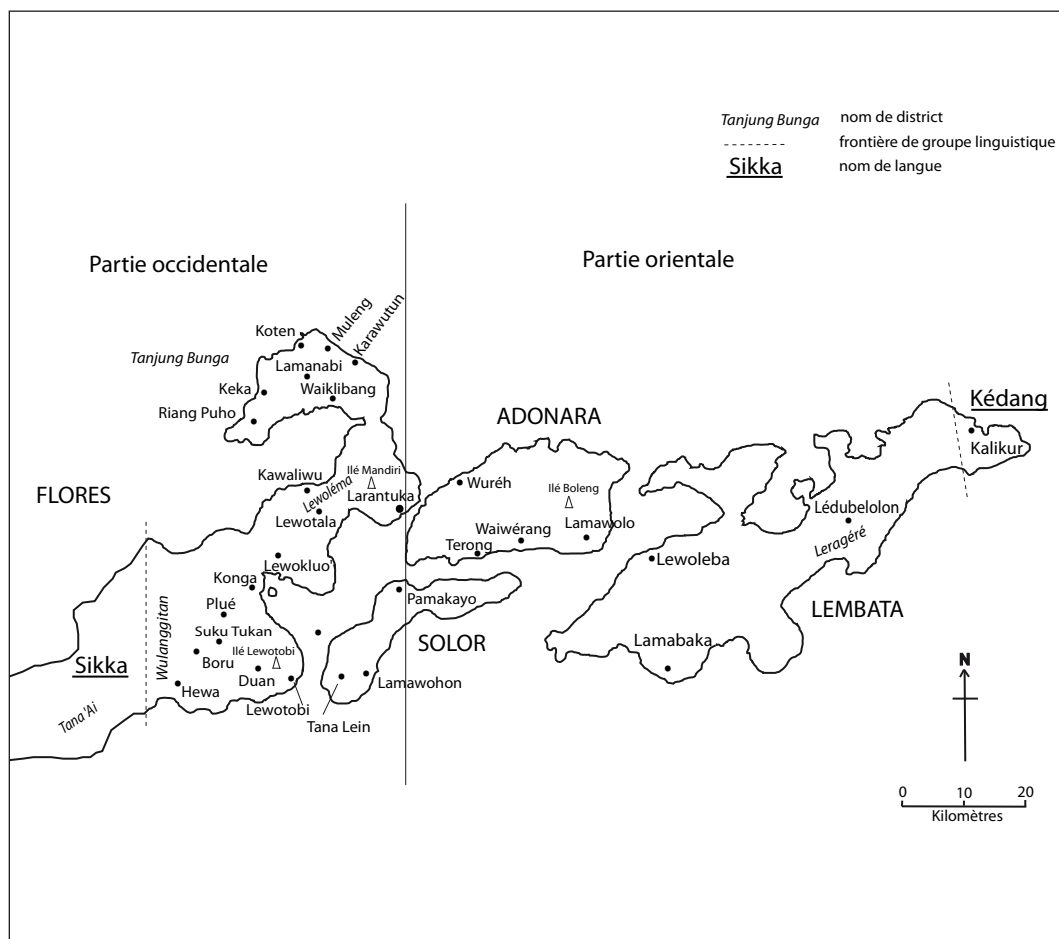 Tanjung Bunga nom de district
frontière de groupe linguistique
Sikka nom de langue
Partie occidentale
Partie orientale
Koten
Muleng
Karawutun
Tanjung Bunga
Lamanabi
Keka
Waiklibang
Riang Puho
ADONARA
Kédang
Kalikur
FLORES
Kawaliwu
Ilé Mandiri
Lewoléma
Larantuka
Lewotala
Wuréh
Ilé Boleng
Waiwérang
Lamawolo
Terong
Lédubelolon
Leragéré
Lewoleba
Lewokluo'
Konga
Pamakayo
Plué
Wulanggitan
Suku Tukan
Ilé Lewotobi
SOLOR
LEMBATA
Lamabaka
Sikka
Boru
Duan
Hewa
Lamawohon
Lewotobi
Tana Lein
Tana 'Ai
N
0 10 20
Kilomètres